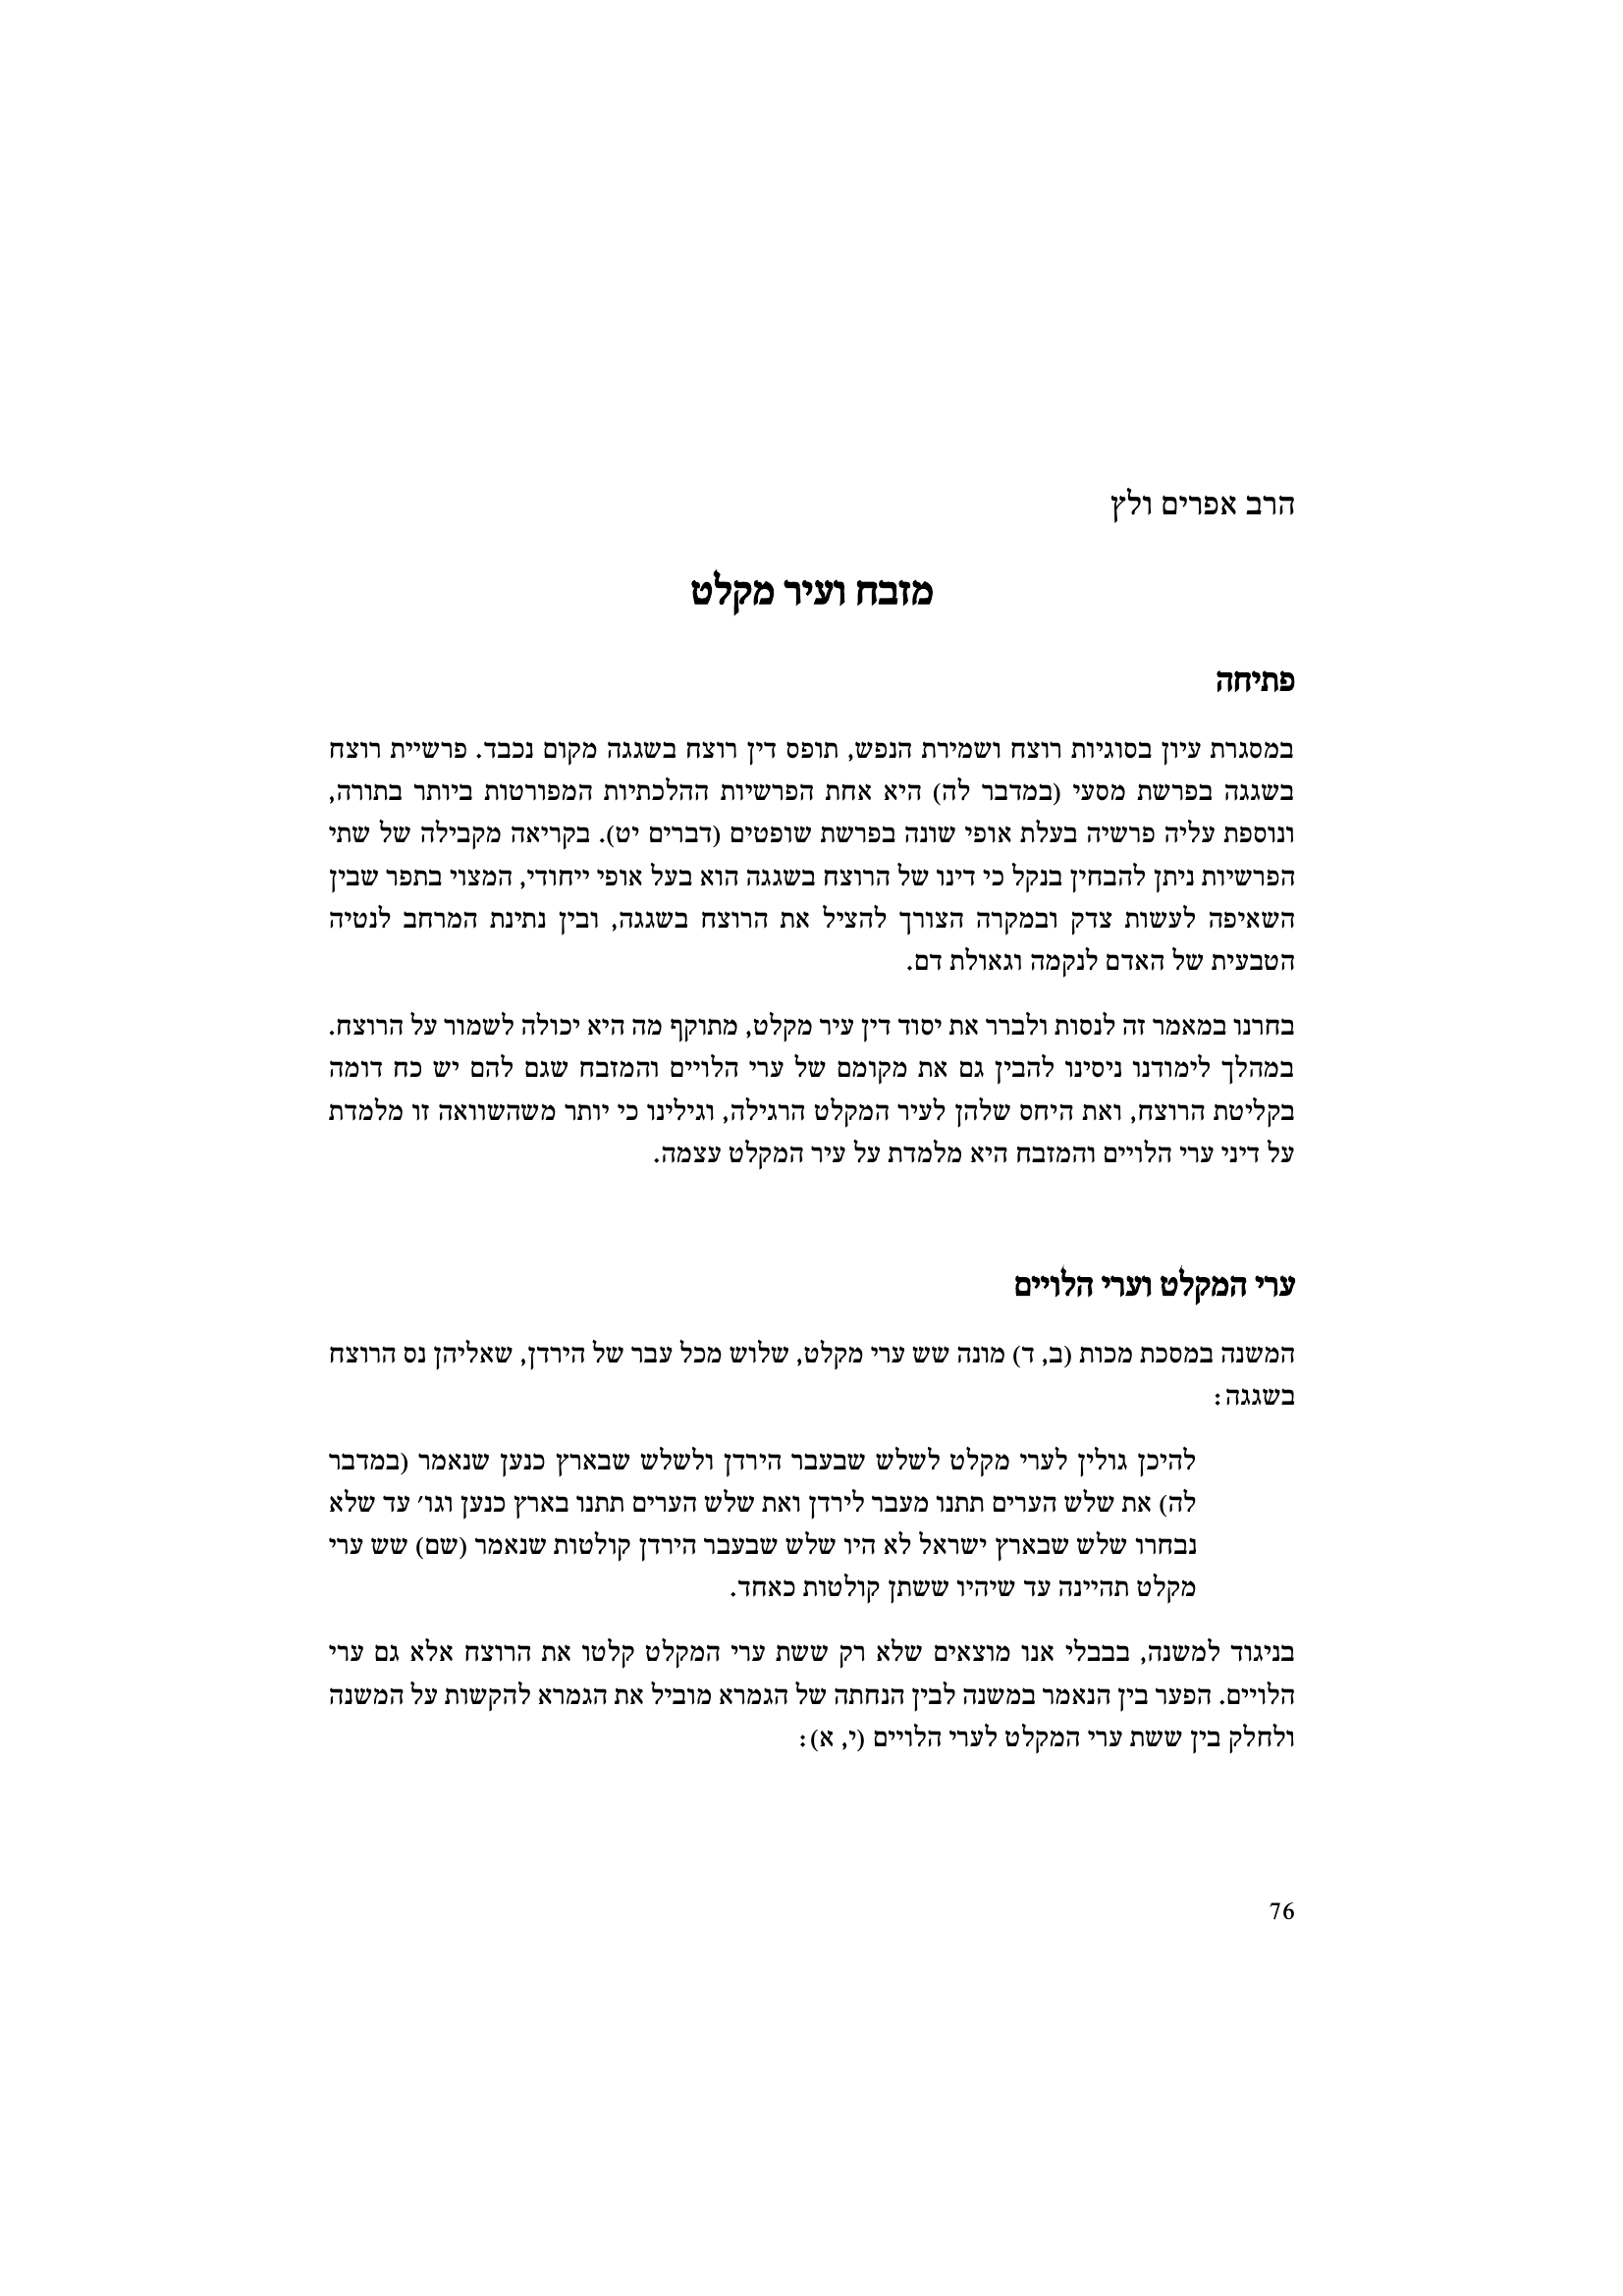 הרב אפרים ולץ
מזבח ועיר מקלט
פתיחה
במסגרת עיון בסוגיות רוצח ושמירת הנפש, תופס דין רוצח בשגגה מקום נכבד. פרשיית רוצח
בשגגה בפרשת מסעי (במדבר לה) היא אחת הפרשיות ההלכתיות המפורטות ביותר בתורה,
ונוספת עליה פרשיה בעלת אופי שונה בפרשת שופטים (דברים יט). בקריאה מקבילה של שתי
הפרשיות ניתן להבחין בנקל כי דינו של הרוצח בשגגה הוא בעל אופי ייחודי, המצוי בתפר שבין
השאיפה לעשות צדק ובמקרה הצורך להציל את הרוצח בשגגה, ובין נתינת המרחב לנטיה
הטבעית של האדם לנקמה וגאולת דם.
בחרנו במאמר זה לנסות ולברר את יסוד דין עיר מקלט, מתוקף מה היא יכולה לשמור על הרוצח.
במהלך לימודנו ניסינו להבין גם את מקומם של ערי הלויים והמזבח שגם להם יש כח דומה
בקליטת הרוצח, ואת היחס שלהן לעיר המקלט הרגילה, וגילינו כי יותר משהשוואה זו מלמדת
על דיני ערי הלויים והמזבח היא מלמדת על עיר המקלט עצמה.
ערי המקלט וערי הלויים
המשנה במסכת מכות (ב, ד) מונה שש ערי מקלט, שלוש מכל עבר של הירדן, שאליהן נס הרוצח
בשגגה:
להיכן גולין לערי מקלט לשלש שבעבר הירדן ולשלש שבארץ כנען שנאמר (במדבר
לה) את שלש הערים תתנו מעבר לירדן ואת שלש הערים תתנו בארץ כנען וגו׳ עד שלא
נבחרו שלש שבארץ ישראל לא היו שלש שבעבר הירדן קולטות שנאמר (שם) שש ערי
מקלט תהיינה עד שיהיו ששתן קולטות כאחד.
בניגוד למשנה, בבבלי אנו מוצאים שלא רק ששת ערי המקלט קלטו את הרוצח אלא גם ערי
הלויים. הפער בין הנאמר במשנה לבין הנחתה של הגמרא מוביל את הגמרא להקשות על המשנה
ולחלק בין ששת ערי המקלט לערי הלויים (י, א):
76